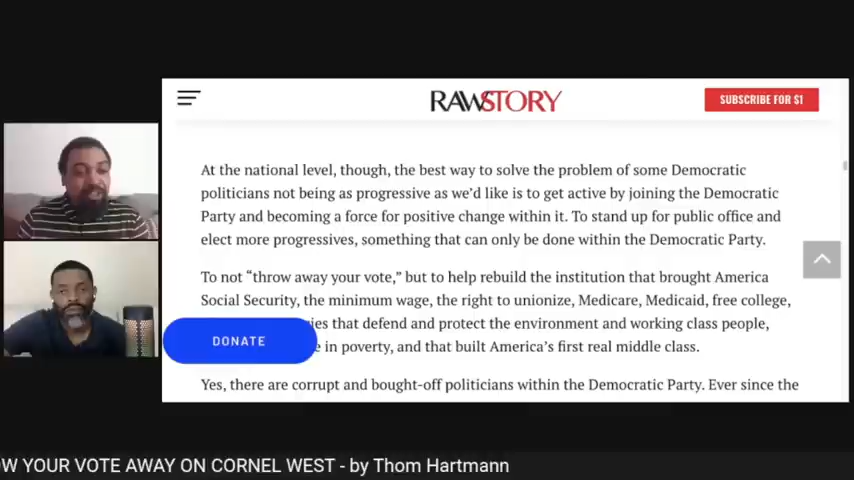 RAWSTORY
SUBSCRIBE FOR $1
At the national level, though, the best way to solve the problem of some Democratic
politicians not being as progressive as we'd like is to get active by joining the Democratic
Party and becoming a force for positive change within it. To stand up for public office and
elect more progressives, something that can only be done within the Democratic Party.
To not “throw away your vote,” but to help rebuild the institution that brought America
Social Security, the minimum wage, the right to unionize, Medicare, Medicaid, free college,
that defend and protect the environment and working class people,
DONATE
in poverty, and that built America's first real middle class.
Yes, there are corrupt and bought-off politicians within the Democratic Party. Ever since the
YOUR VOTE AWAY ON CORNEL WEST - by Thom Hartmann